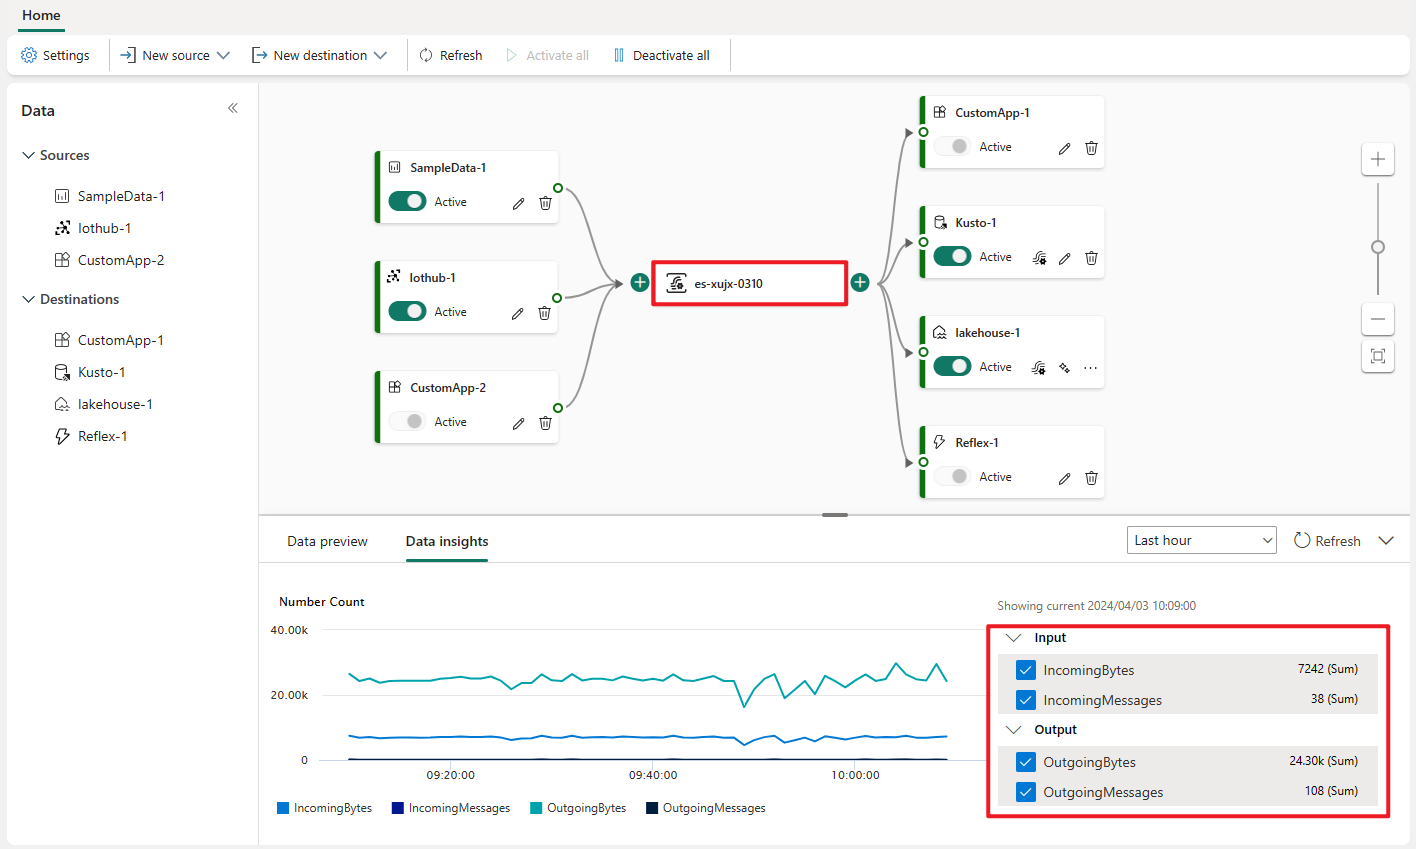 Home
Settings
New source
New destination
Refresh
Activate all
Deactivate all
Data
Sources
SampleData-1
Iothub-1
CustomApp-2
Destinations
CustomApp-1
Kusto-1
lakehouse-1
Reflex-1
SampleData-1
Active
Iothub-1
Active
CustomApp-2
Active
es-xujx-0310
CustomApp-1
Active
Kusto-1
Active
lakehouse-1
Active
Reflex-1
Active
Data preview
Data insights
Last hour
Refresh
Number Count
40.00k
20.00k
0
09:20:00
09:40:00
10:00:00
IncomingBytes
IncomingMessages
OutgoingBytes
OutgoingMessages
Showing current 2024/04/03 10:09:00
Input
IncomingBytes 7242 (Sum)
IncomingMessages 38 (Sum)
Output
OutgoingBytes 24.30k (Sum)
OutgoingMessages 108 (Sum)